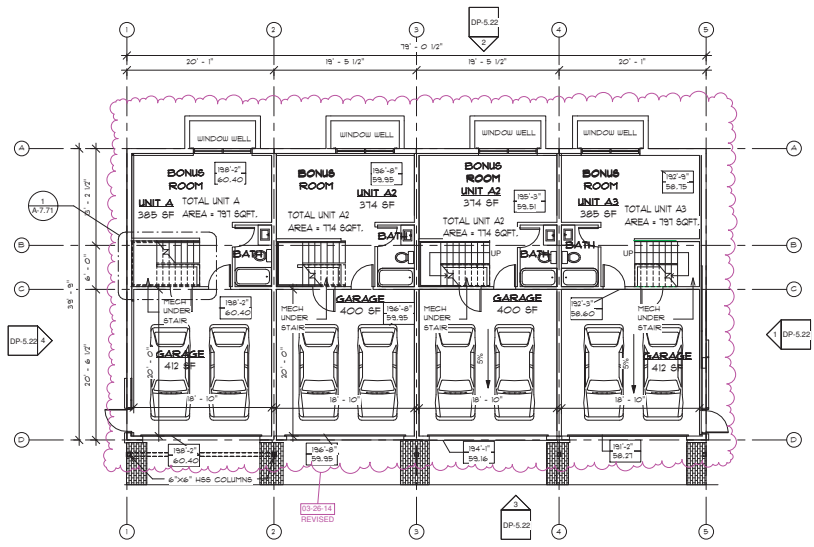 DP-5.22
2
1
2
3
4
5
79' - 0 1/2"
20' - 1"
19' - 5 1/2"
19' - 5 1/2"
20' - 1"
WINDOW WELL
WINDOW WELL
WINDOW WELL
WINDOW WELL
A
A
BONUS
ROOM
198'-2"
60.40
UNIT A
385 SF
TOTAL UNIT A
AREA = 797 SQFT.
BONUS
ROOM
196'-8"
59.95
UNIT A2
374 SF
TOTAL UNIT A2
AREA = 774 SQFT.
BONUS
ROOM
UNIT A2
374 SF
195'-3"
59.51
TOTAL UNIT A2
AREA = 774 SQFT.
BONUS
ROOM
192'-9"
58.75
UNIT A3
385 SF
TOTAL UNIT A3
AREA = 797 SQFT.
1
A-7.71
B
B
BATH
BATH
BATH
BATH
UP
UP
6' - 0"
39' - 9"
C
C
MECH
UNDER
STAIR
198'-2"
60.40
MECH
UNDER
STAIR
GARAGE
400 SF
196'-8"
59.95
MECH
UNDER
STAIR
GARAGE
400 SF
192'-3"
58.60
MECH
UNDER
STAIR
DP-5.22
4
1
DP-5.22
20' - 6 1/2"
20' - 0"
GARAGE
412 SF
20' - 0"
5%
5%
GARAGE
412 SF
18' - 10"
18' - 10"
18' - 10"
18' - 10"
D
D
198'-2"
60.40
196'-8"
59.95
194'-1"
59.16
191'-2"
58.27
6"X6" HSS COLUMNS
03-26-14
REVISED
3
DP-5.22
1
2
3
4
5